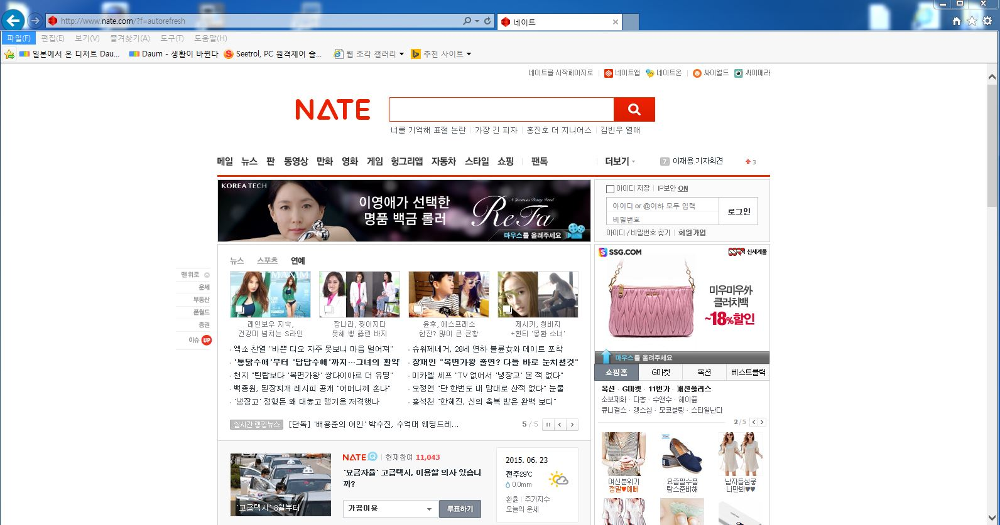 http://www.nate.com/?f=autorefresh
네이트
파일(F) 편집(E) 보기(V) 즐겨찾기(A) 도구(T) 도움말(H)
일본에서 온 디저트 Dau... Daum - 생활이 바뀐다 Seetrol, PC 원격제어 솔... 웹 조각 갤러리 추천 사이트
네이트를 시작페이지로 네이트앱 네이트온 싸이월드 싸이메라
NATE
너를 기억해 표절 논란 가장 긴 피자 홍진호 더 지니어스 김빈우 열애
메일 뉴스 판 동영상 만화 영화 게임 헝그리앱 자동차 스타일 쇼핑 팬톡 더보기 7 이재용 기자회견 3
KOREA TECH
이영애가 선택한
명품 백금 롤러
A Luxurious Beauty Ritual
ReFa
마우스를 올려주세요
아이디 저장 IP보안 ON
아이디 or @이하 모두 입력
비밀번호
로그인
아이디/비밀번호 찾기 회원가입
맨위로
운세
부동산
폰월드
증권
이슈 UP
뉴스 스포츠 연예
MAXIM
레인보우 지숙,
건강미 넘치는 S라인
장나라, 찢어지다
못해 뻥 뚫린 바지
윤후, 에스프레소
한잔? 많이 큰 큰황
제시카, 청바지
+흰티 '몽환 소녀'
엑소 찬열 "바쁜 디오 자주 못보니 마음 멀어져"
'통닭수애'부터 '답답수애'까지…그녀의 활약
천지 "틴탑보다 '복면가왕' 쌍다이아로 더 유명"
백종원, 된장찌개 레시피 공개 "어머니께 혼나"
'냉장고' 정형돈 왜 대놓고 맹기용 저격했나
슈워제네거, 28세 연하 불륜女와 데이트 포착
장재인 "복면가왕 출연? 다들 바로 눈치챌것"
미카엘 셰프 "TV 없어서 '냉장고' 본 적 없다"
오정연 "단 한번도 내 맘대로 산적 없다" 눈물
홍석천 "한혜진, 신의 축복 받은 완벽 보디"
실시간 랭킹뉴스 [단독] '배용준의 여인' 박수진, 수억대 웨딩드레... 5 / 5
SSG.COM
신세계몰
미우미우外
클러치백
~18%할인
마우스를 올려주세요
쇼핑홈 G마켓 옥션 베스트클릭
옥션 · G마켓 · 11번가 · 패션플러스
소보제화 · 다홍 · 수앤수 · 헤이쥴
큐니걸스 · 갱스샵 · 모코블링 · 스타일난다
2/5
여신분위기
정말♥예뻐
요즘필수품
탐스준비해
남자들심쿵
나만봐♥♥
'고급택시' 8월부터
NATE Q 현재참여 11,043
'요금자율' 고급택시, 이용할 의사 있습니
까?
가끔이용 투표하기
2015. 06. 23
전주29℃
0,0mm
환율 주가지수
오늘의 운세